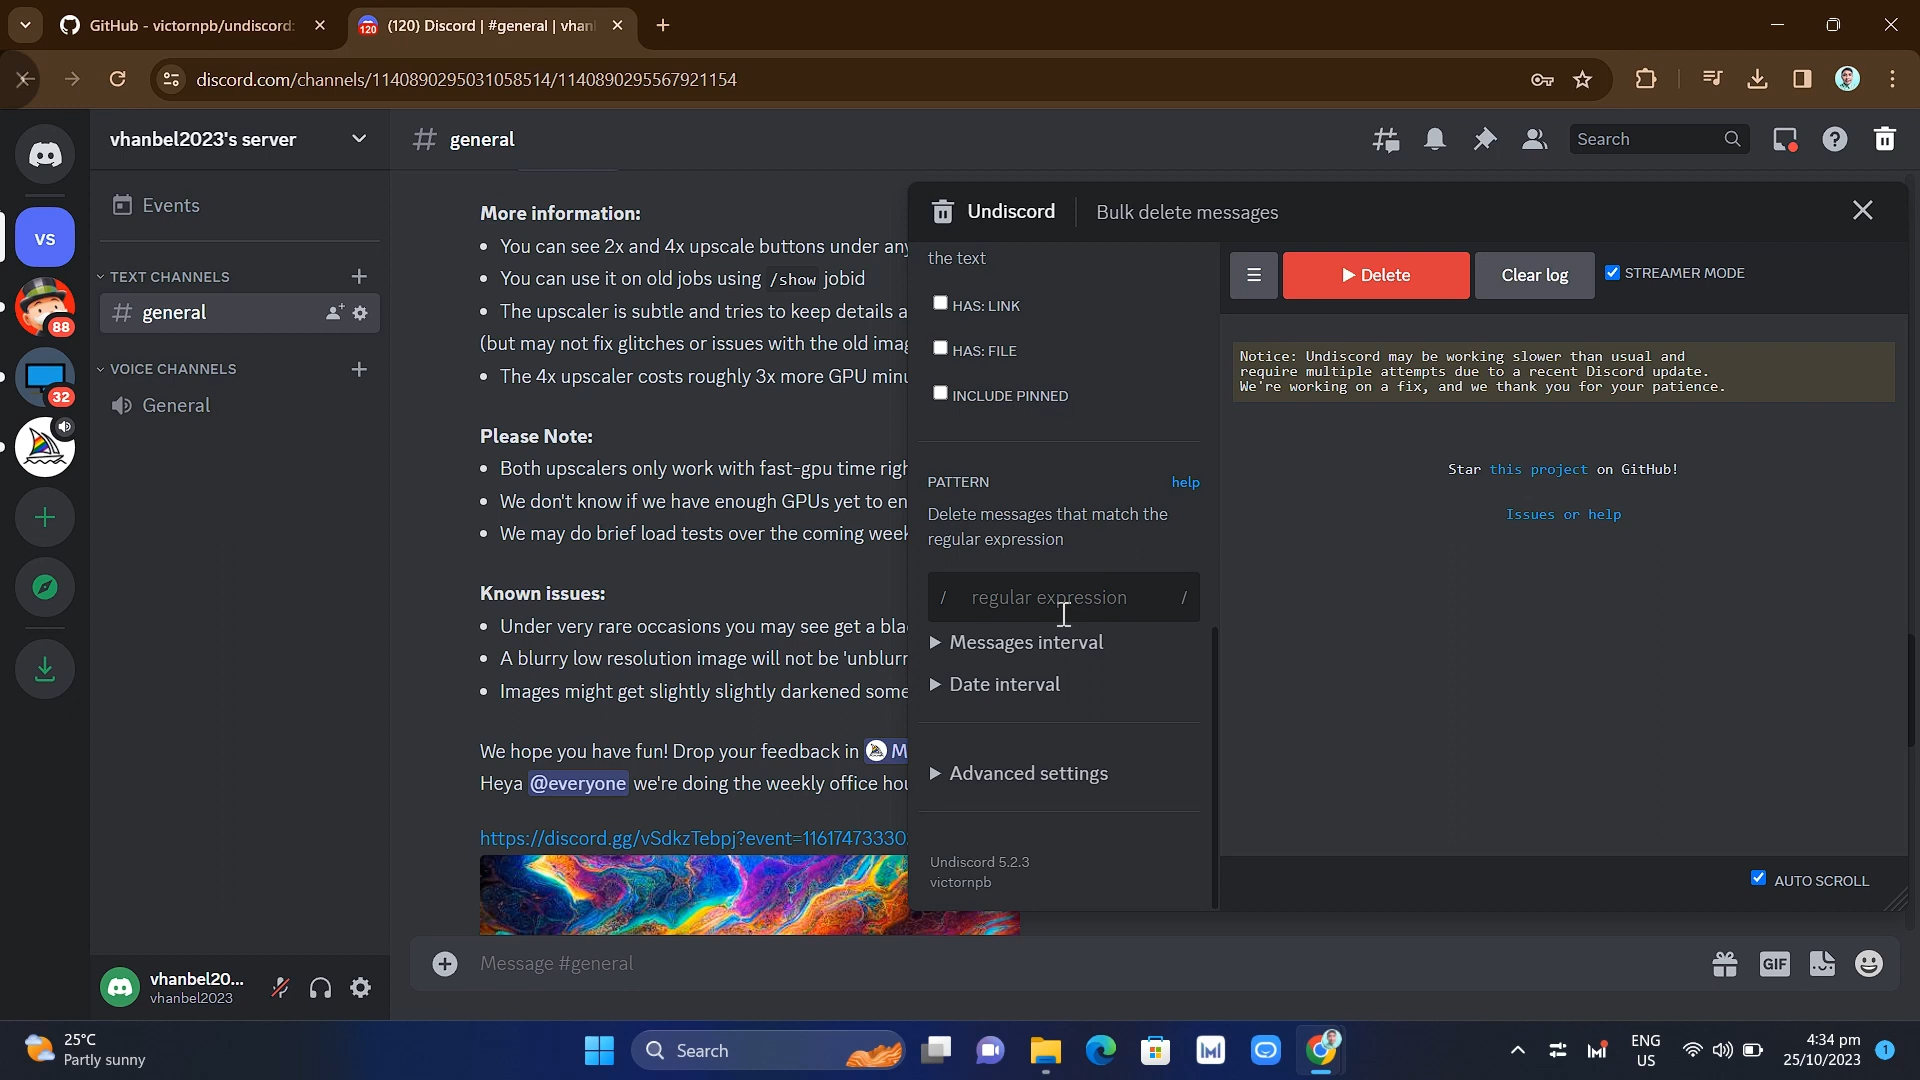 GitHub - victornpb/undiscord:
(120) Discord | #general | vhan
120
discord.com/channels/1140890295031058514/1140890295567921154
vhanbel2023's server
# general
Search
Events
VS
TEXT CHANNELS
# general
88
VOICE CHANNELS
32
General
More information:
• You can see 2x and 4x upscale buttons under any
• You can use it on old jobs using /show jobid
• The upscaler is subtle and tries to keep details a
(but may not fix glitches or issues with the old imag
• The 4x upscaler costs roughly 3x more GPU minu
Please Note:
• Both upscalers only work with fast-gpu time righ
• We don't know if we have enough GPUs yet to en
• We may do brief load tests over the coming week
Known issues:
• Under very rare occasions you may see get a bla
• A blurry low resolution image will not be 'unblurr
• Images might get slightly slightly darkened some
We hope you have fun! Drop your feedback in M
Heya @everyone we're doing the weekly office hou
https://discord.gg/vSdkzTebpj?event=11617473330
Undiscord
Bulk delete messages
the text
HAS: LINK
HAS: FILE
INCLUDE PINNED
PATTERN help
Delete messages that match the
regular expression
/ regular expression /
Messages interval
Date interval
Advanced settings
Undiscord 5.2.3
victornpb
Delete
Clear log
STREAMER MODE
Notice: Undiscord may be working slower than usual and
require multiple attempts due to a recent Discord update.
We're working on a fix, and we thank you for your patience.
Star this project on GitHub!
Issues or help
AUTO SCROLL
vhanbel20...
vhanbel2023
Message #general
GIF
25°C
Partly sunny
Search
ENG
US
4:34 pm
25/10/2023
1